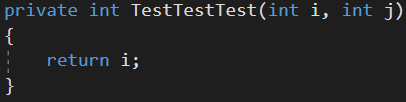 private int TestTestTest(int i, int j)
{
    return i;
}